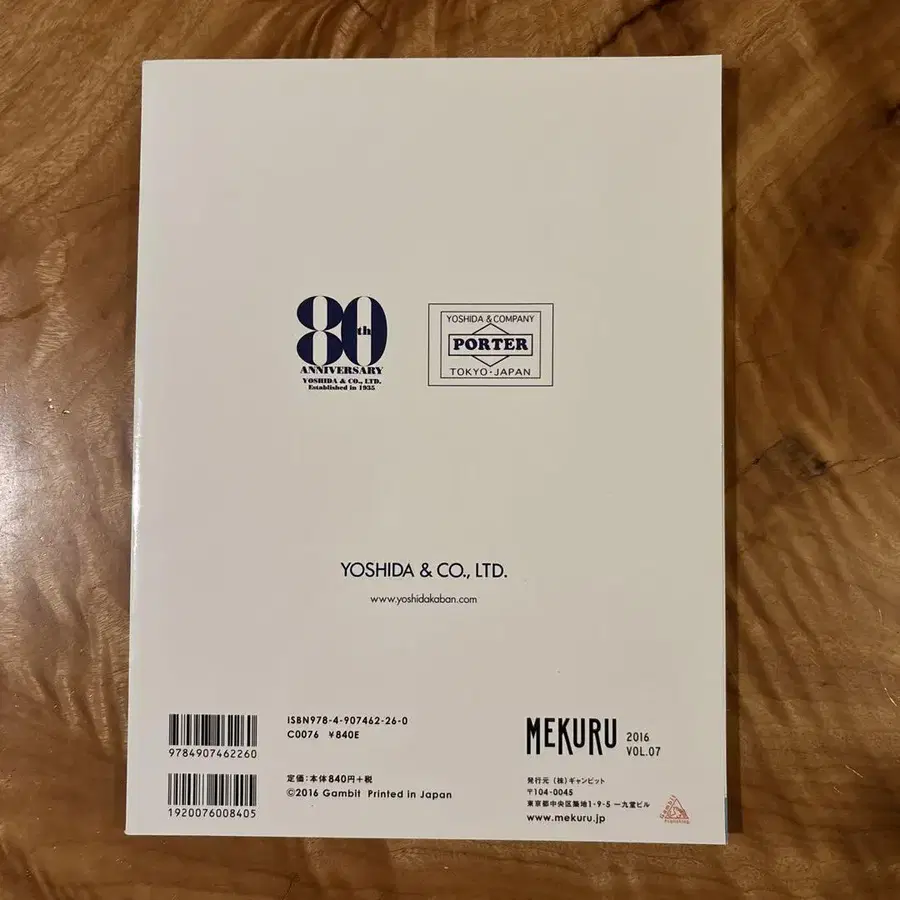 80th
ANNIVERSARY
YOSHIDA & CO., LTD.
Established in 1935
YOSHIDA & COMPANY
PORTER
TOKYO・JAPAN
YOSHIDA & CO., LTD.
www.yoshidakaban.com
ISBN978-4-907462-26-0
C0076 ¥840E
9784907462260
定価:本体840円+税
©2016 Gambit Printed in Japan
1920076008405
MEKURU 2016 VOL.07
発行元 (株)ギャンビット
〒104-0045
東京都中央区築地1-9-5 一九堂ビル
www.mekuru.jp
Gambit
Publishing